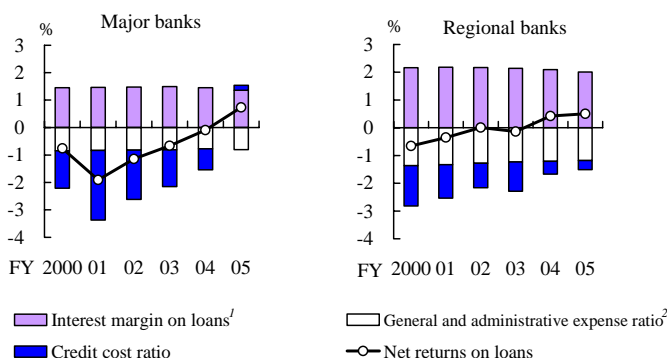 Major banks
%
3
2
1
0
-1
-2
-3
-4
FY 2000 01 02 03 04 05
Regional banks
%
3
2
1
0
-1
-2
-3
-4
FY 2000 01 02 03 04 05
Interest margin on loans1
General and administrative expense ratio2
Credit cost ratio
Net returns on loans